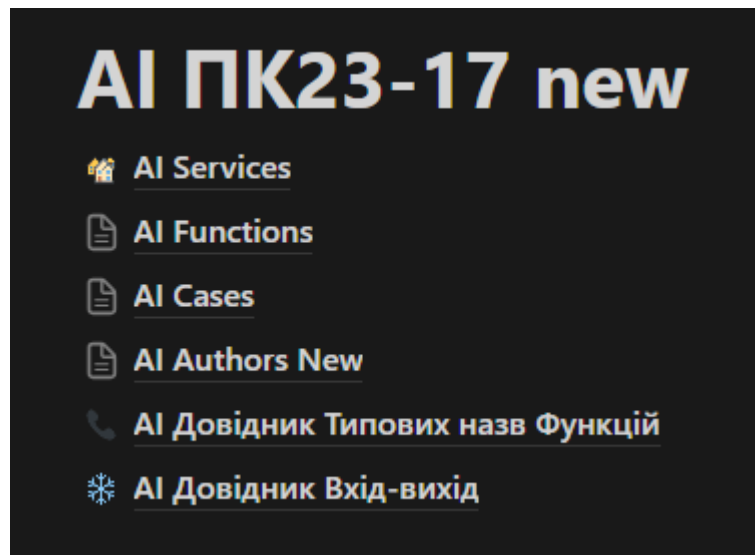 AI ПК23-17 new
AI Services
AI Functions
AI Cases
AI Authors New
AI Довідник Типових назв Функцій
AI Довідник Вхід-вихід